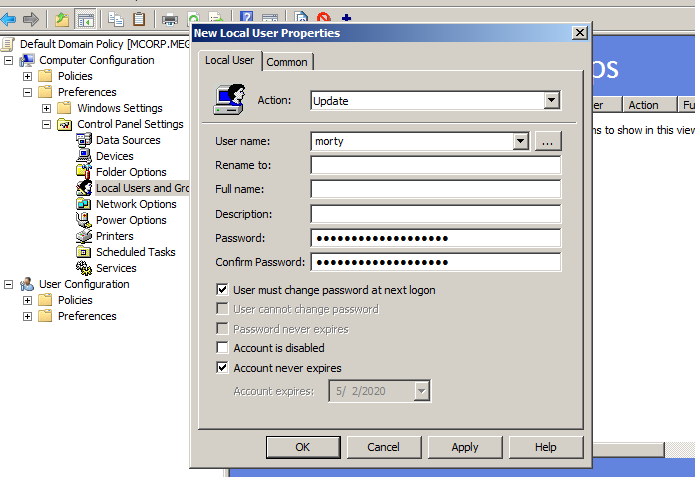 New Local User Properties
Default Domain Policy [MCORP.MEG
Computer Configuration
Policies
Preferences
Windows Settings
Control Panel Settings
Data Sources
Devices
Folder Options
Local Users and Gro
Network Options
Power Options
Printers
Scheduled Tasks
Services
User Configuration
Policies
Preferences
Local User
Common
Action:
Update
User name:
morty
...
Rename to:
Full name:
Description:
Password:
•••••••••••••••••••
Confirm Password:
•••••••••••••••••••
User must change password at next logon
User cannot change password
Password never expires
Account is disabled
Account never expires
Account expires:
5/ 2/2020
OK
Cancel
Apply
Help
ps
er
Action
Fu
ns to show in this view